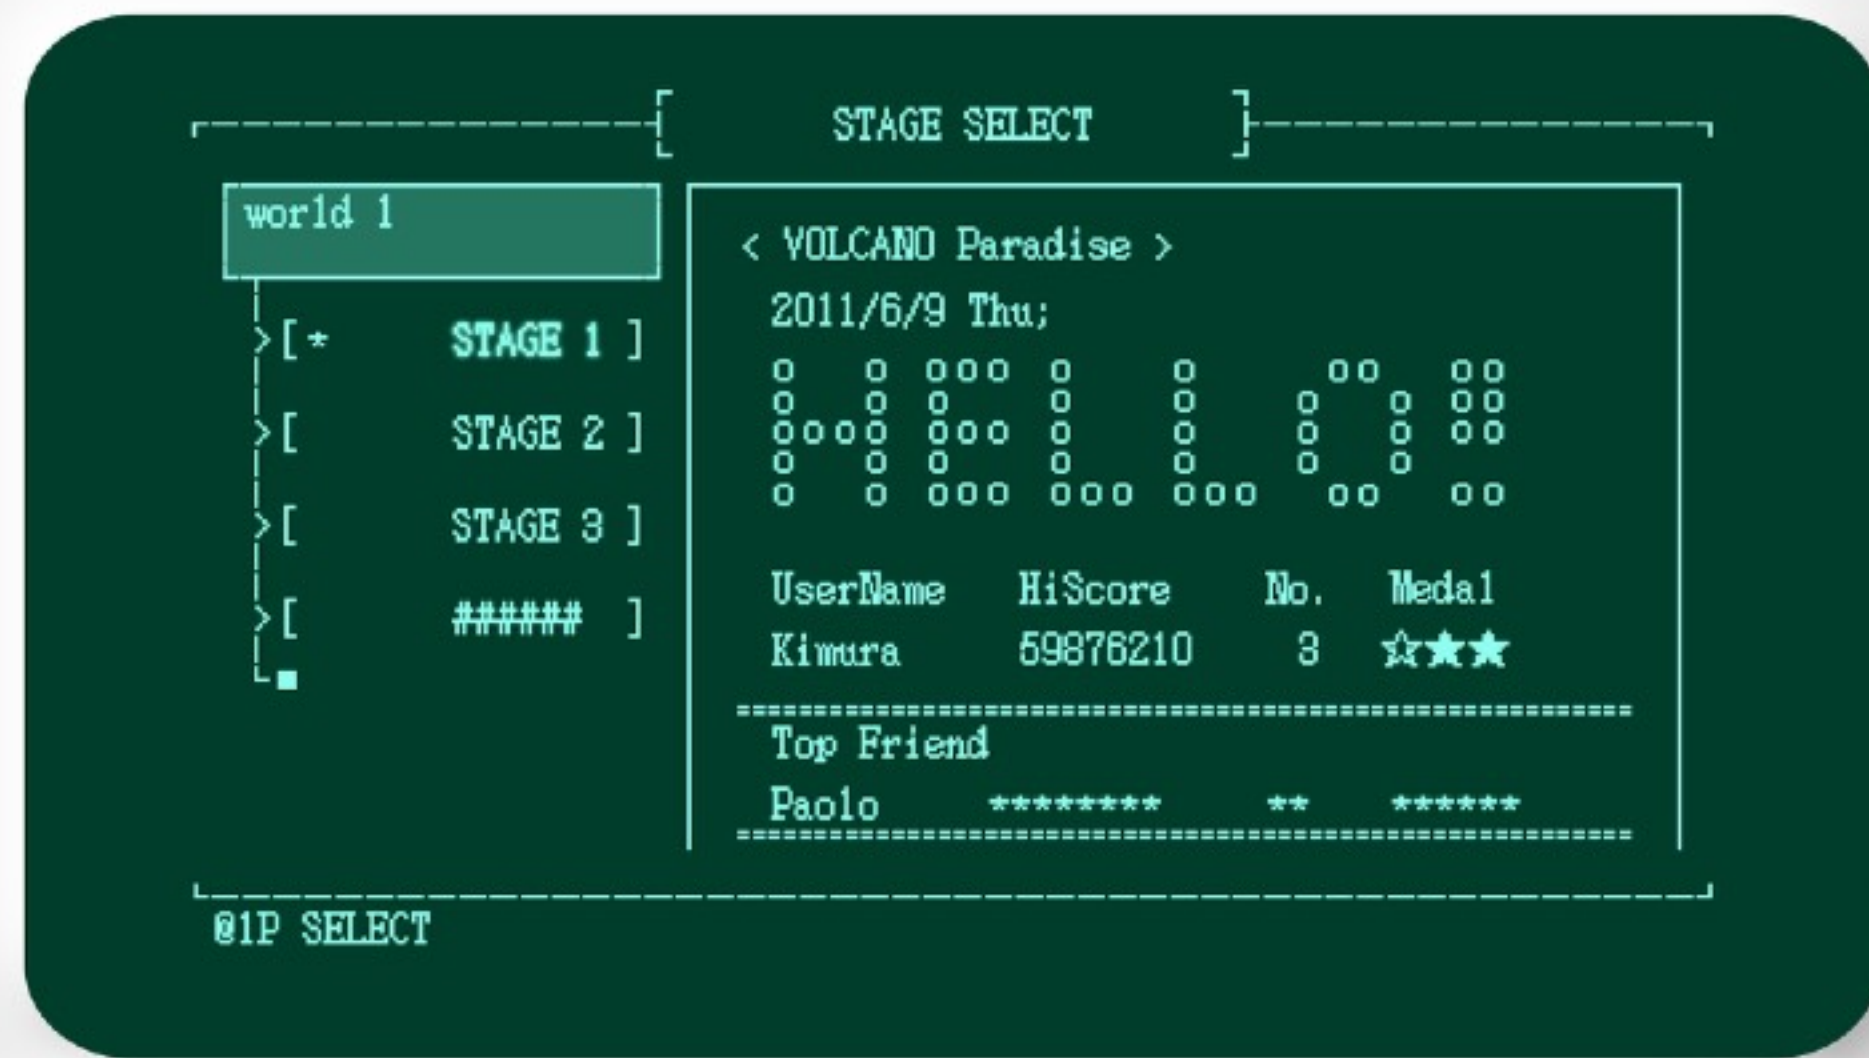 STAGE SELECT
world 1
>[*      STAGE 1 ]
>[       STAGE 2 ]
>[       STAGE 3 ]
>[       ###### ]
< VOLCANO Paradise >
2011/6/9 Thu;
HELLO!!
UserName HiScore No. Medal
Kimura 59876210 3 ☆★★
Top Friend
Paolo ******** ** ******
@1P SELECT